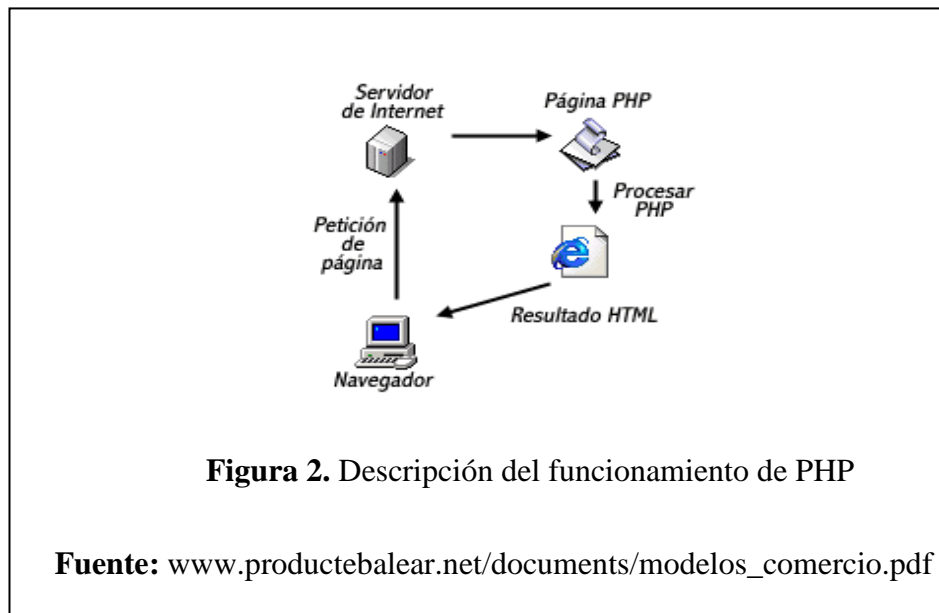 Servidor
de Internet
Página PHP
Procesar
PHP
Petición
de
página
Resultado HTML
Navegador
Figura 2. Descripción del funcionamiento de PHP
Fuente: www.productebalear.net/documents/modelos_comercio.pdf